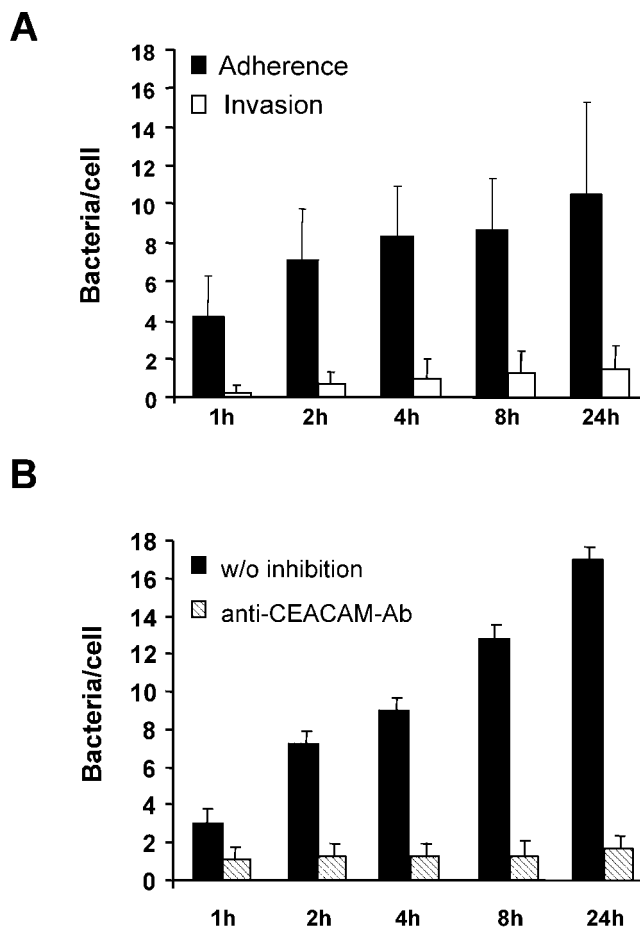 A
18
16
14
12
10
8
6
4
2
0
Bacteria/cell
Adherence
Invasion
1h 2h 4h 8h 24h
B
18
16
14
12
10
8
6
4
2
0
Bacteria/cell
w/o inhibition
anti-CEACAM-Ab
1h 2h 4h 8h 24h